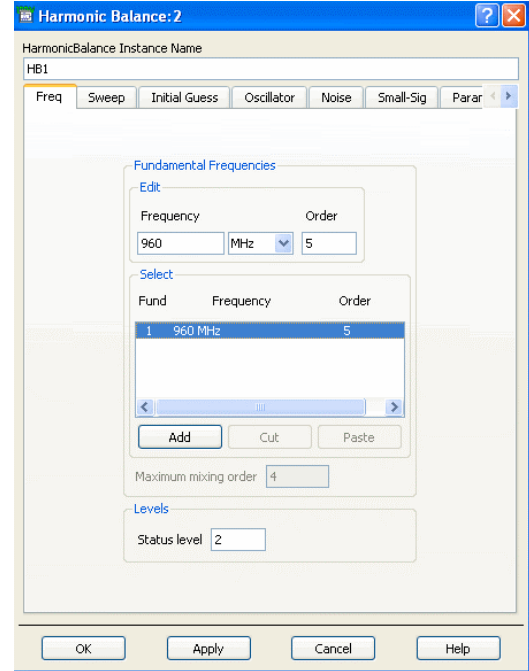 Harmonic Balance:2
HarmonicBalance Instance Name
HB1
Freq Sweep Initial Guess Oscillator Noise Small-Sig Parar
Fundamental Frequencies
Edit
Frequency Order
960 MHz 5
Select
Fund Frequency Order
1 960 MHz 5
Add Cut Paste
Maximum mixing order 4
Levels
Status level 2
OK Apply Cancel Help